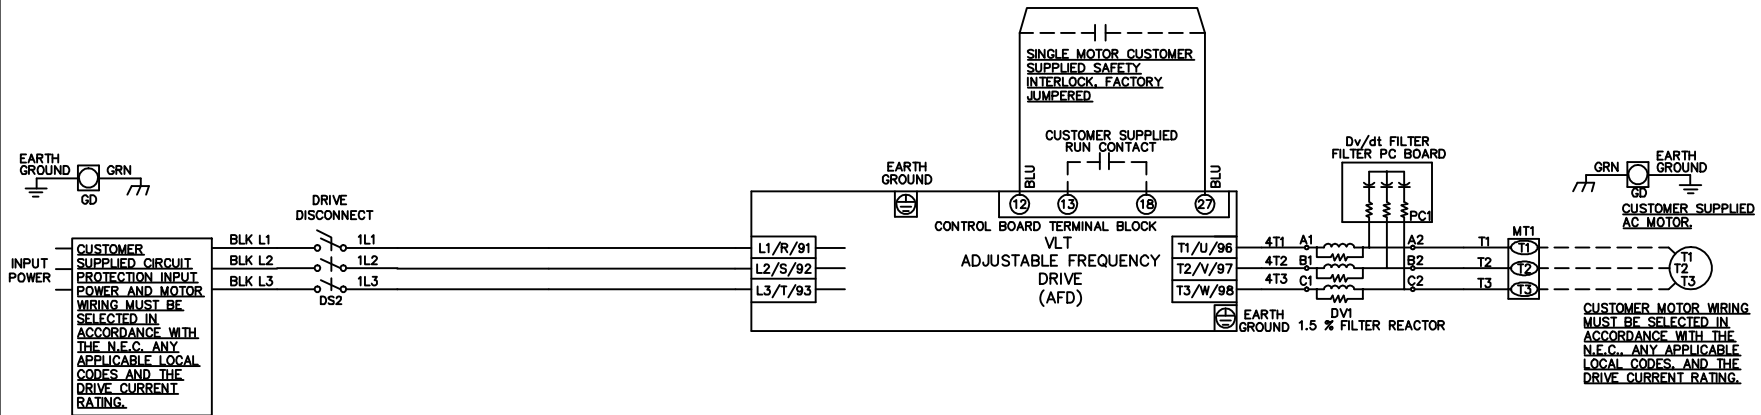 SINGLE MOTOR CUSTOMER
SUPPLIED SAFETY
INTERLOCK, FACTORY
JUMPERED
CUSTOMER SUPPLIED
RUN CONTACT
BLU
BLU
Dv/dt FILTER
FILTER PC BOARD
PC1
EARTH
GROUND
GRN
GD
DRIVE
DISCONNECT
EARTH
GROUND
12
13
18
27
CONTROL BOARD TERMINAL BLOCK
VLT
ADJUSTABLE FREQUENCY
DRIVE
(AFD)
GRN
EARTH
GROUND
GD
CUSTOMER SUPPLIED
AC MOTOR.
INPUT
POWER
CUSTOMER
SUPPLIED CIRCUIT
PROTECTION INPUT
POWER AND MOTOR
WIRING MUST BE
SELECTED IN
ACCORDANCE WITH
THE N.E.C. ANY
APPLICABLE LOCAL
CODES AND THE
DRIVE CURRENT
RATING.
BLK L1
BLK L2
BLK L3
1L1
1L2
1L3
DS2
L1/R/91
L2/S/92
L3/T/93
T1/U/96
T2/V/97
T3/W/98
4T1
4T2
4T3
A1
B1
C1
A2
B2
C2
EARTH
GROUND
DV1
1.5 % FILTER REACTOR
T1
T2
T3
MT1
T1
T2
T3
T1
T2
T3
CUSTOMER MOTOR WIRING
MUST BE SELECTED IN
ACCORDANCE WITH THE
N.E.C., ANY APPLICABLE
LOCAL CODES, AND THE
DRIVE CURRENT RATING.